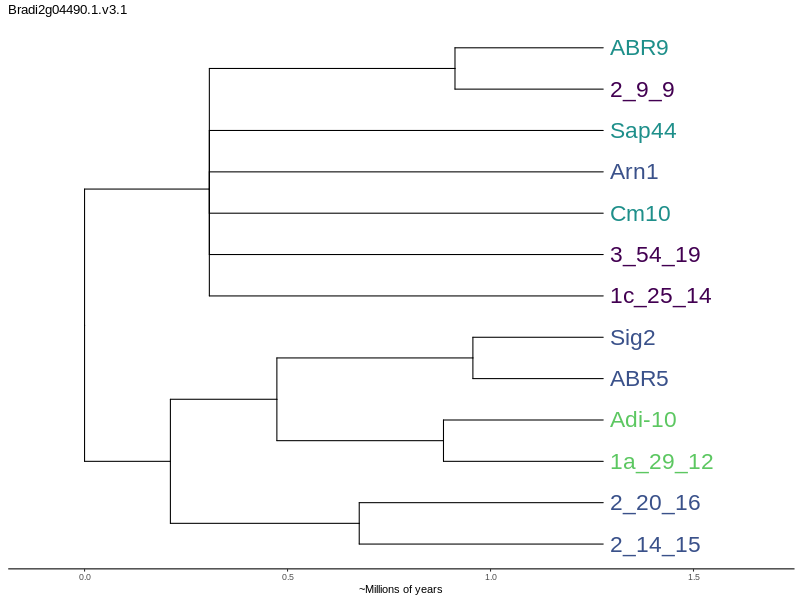 Bradi2g04490.1.v3.1
ABR9
2_9_9
Sap44
Arn1
Cm10
3_54_19
1c_25_14
Sig2
ABR5
Adi-10
1a_29_12
2_20_16
2_14_15
0.0 0.5 1.0 1.5
~Millions of years